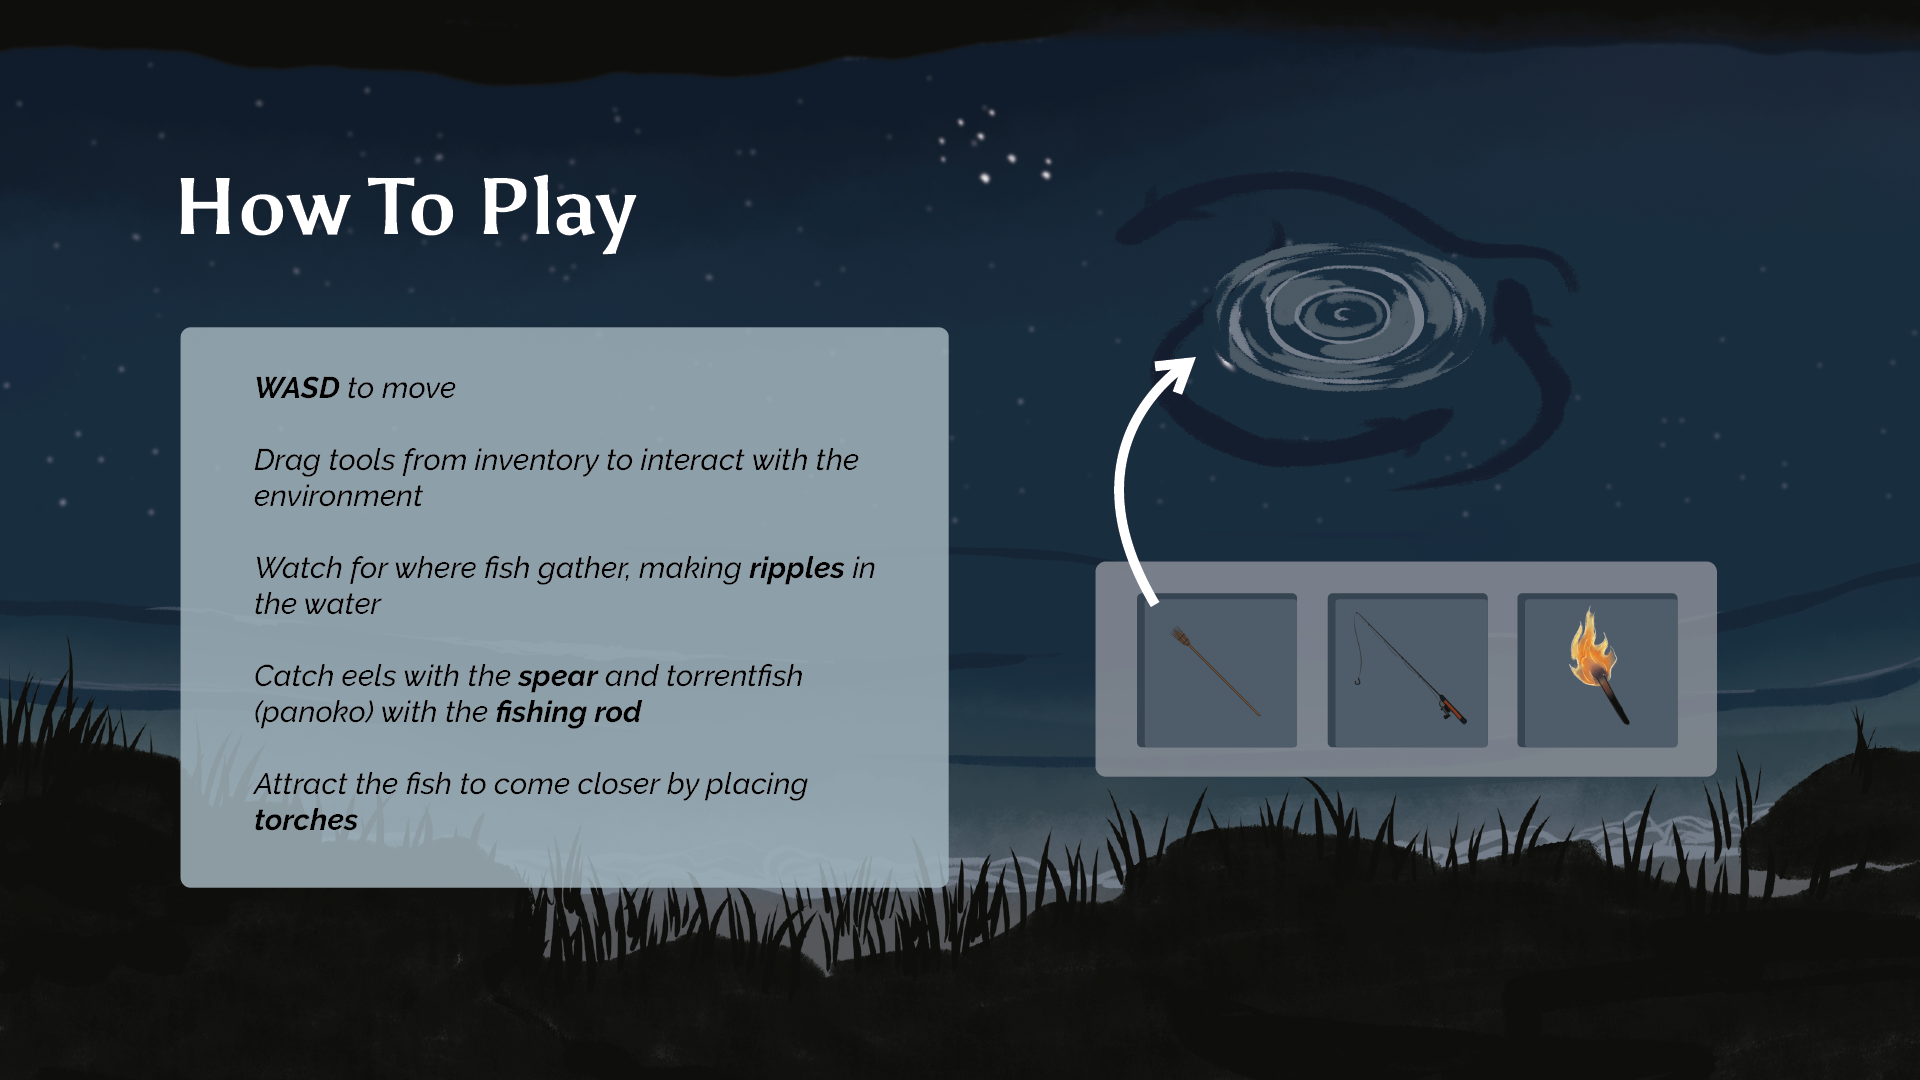 How To Play
WASD to move
Drag tools from inventory to interact with the
environment
Watch for where fish gather, making ripples in
the water
Catch eels with the spear and torrentfish
(panoko) with the fishing rod
Attract the fish to come closer by placing
torches